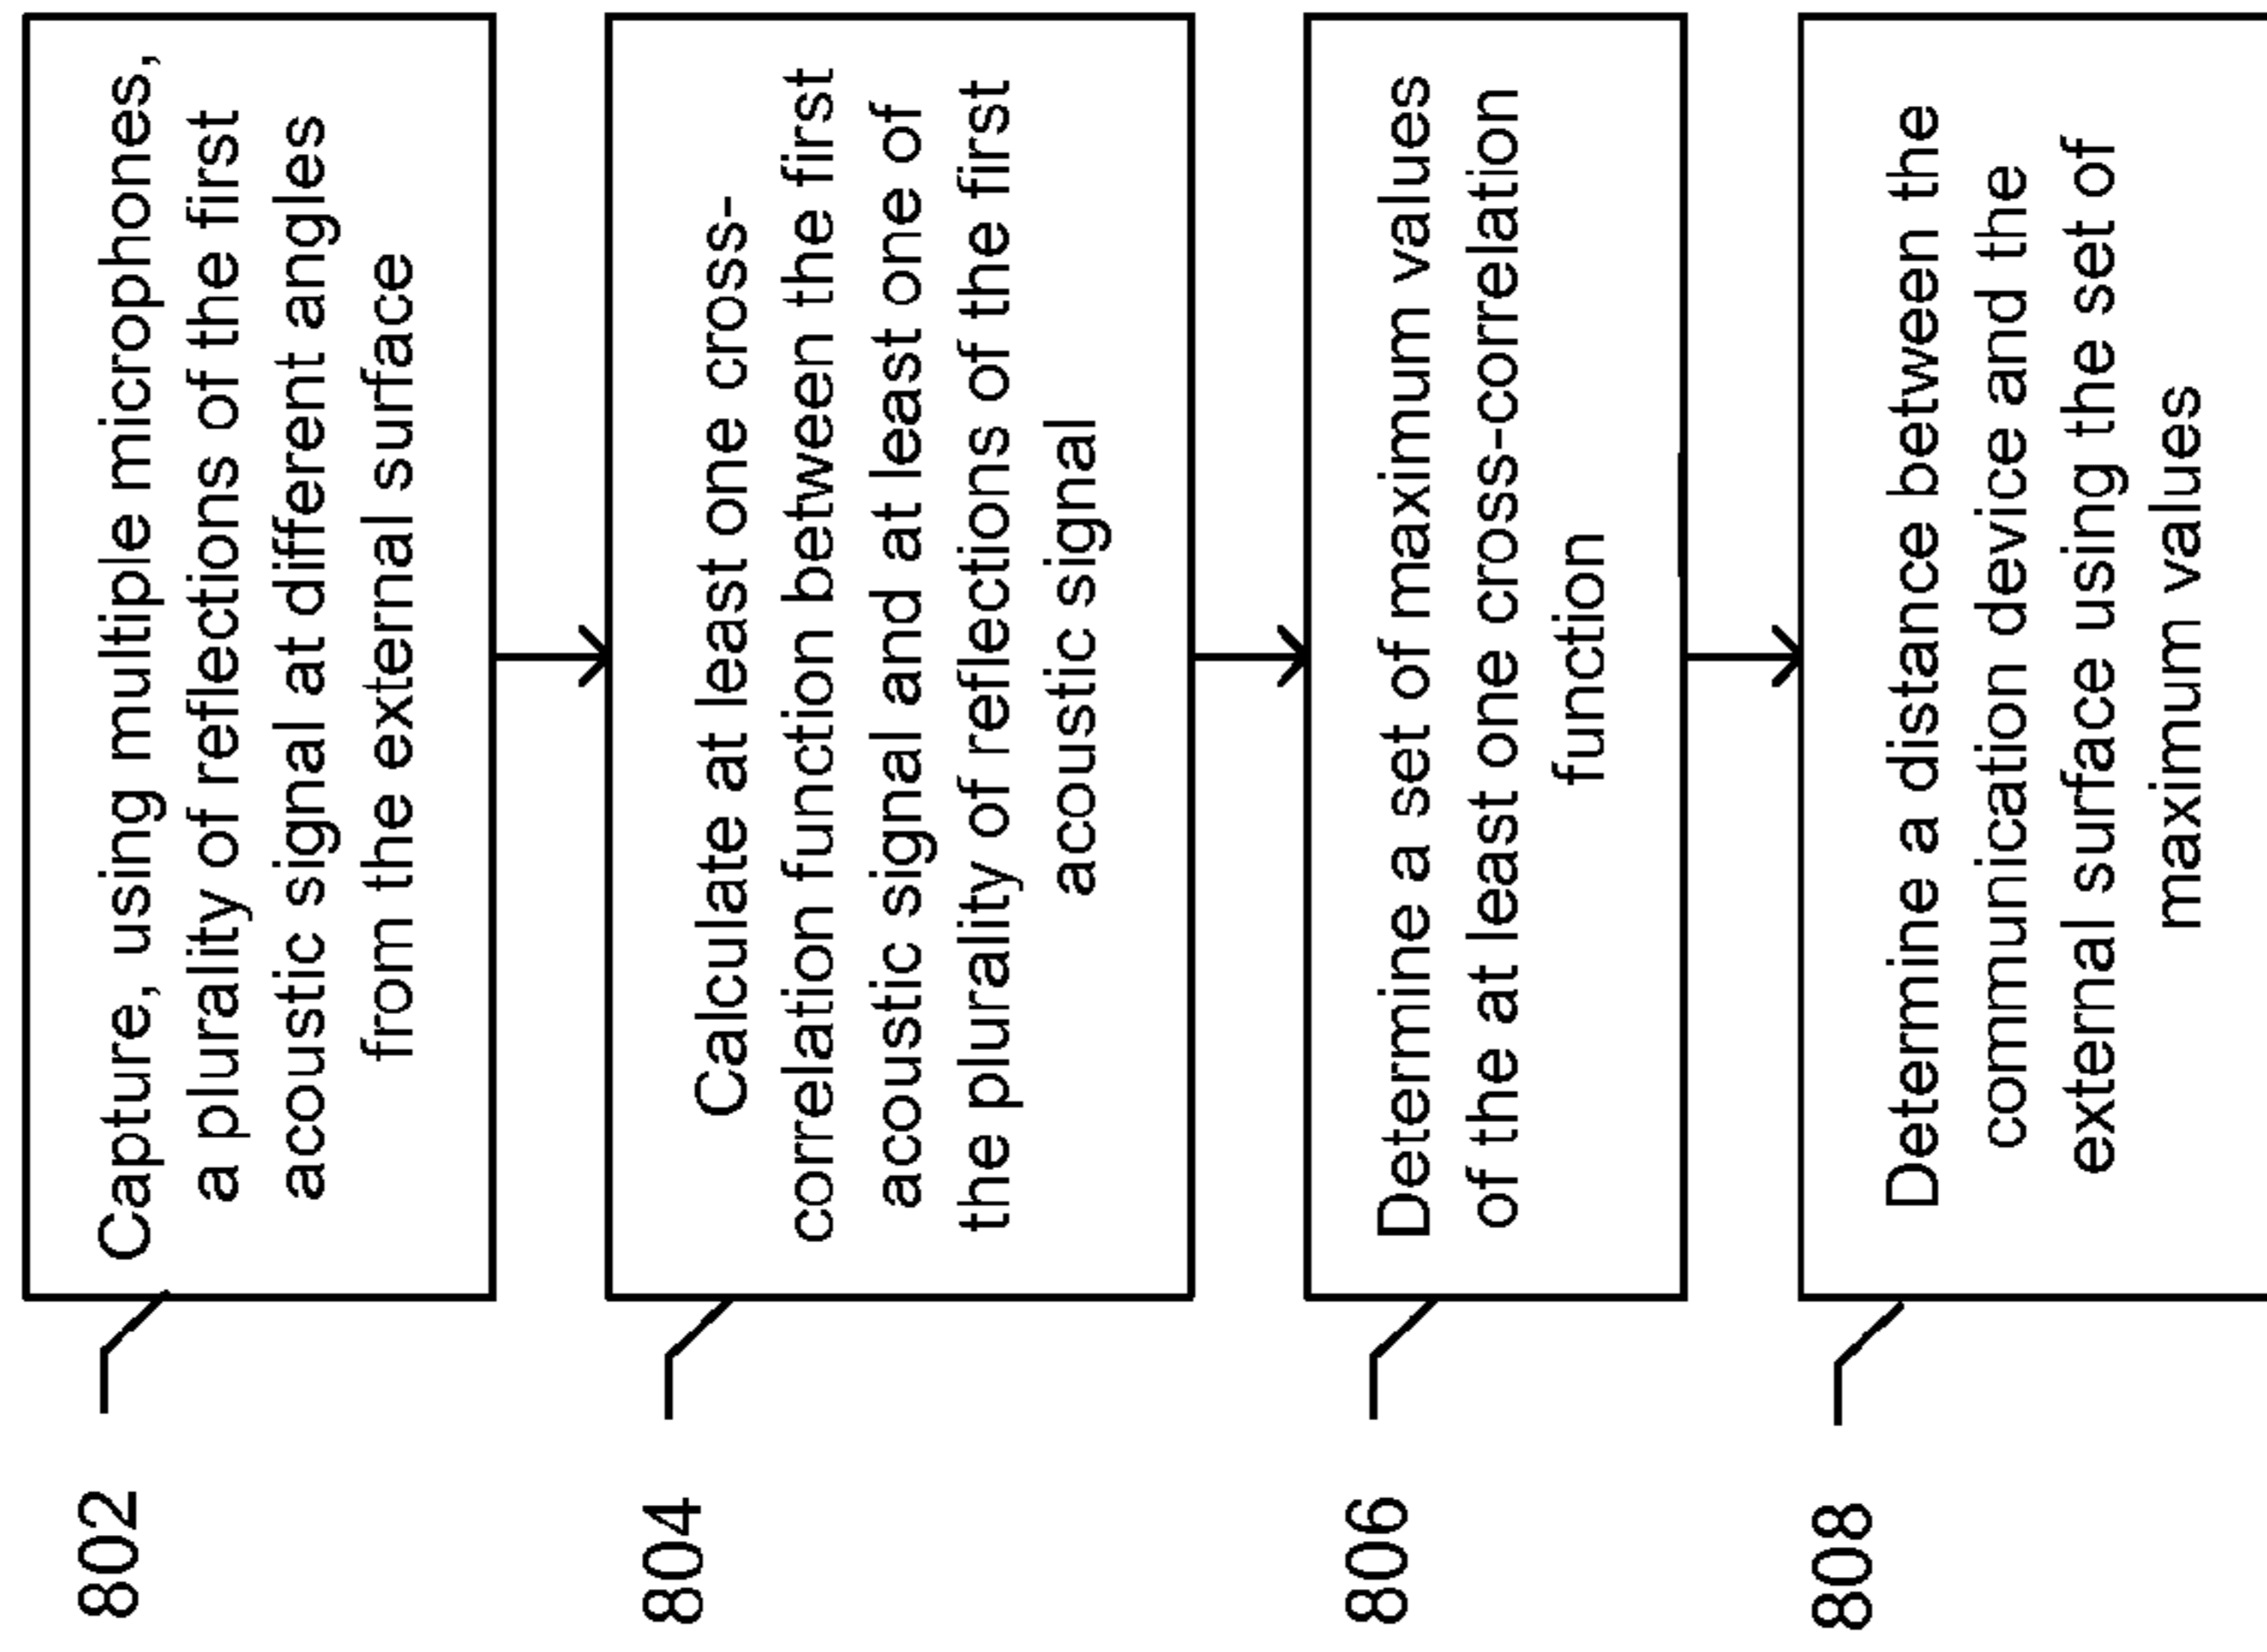 802
Capture, using multiple microphones,
a plurality of reflections of the first
acoustic signal at different angles
from the external surface
804
Calculate at least one cross-
correlation function between the first
acoustic signal and at least one of
the plurality of reflections of the first
acoustic signal
806
Determine a set of maximum values
of the at least one cross-correlation
function
808
Determine a distance between the
communication device and the
external surface using the set of
maximum values